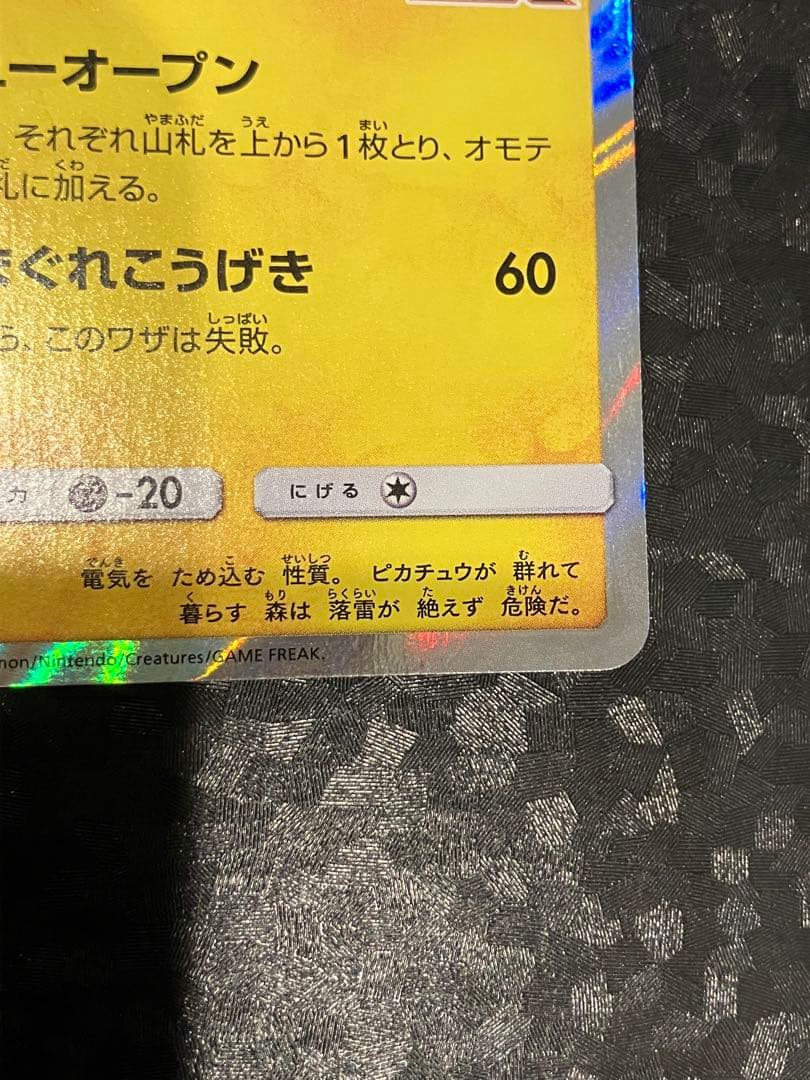 ューオープン
それぞれ山札を上から1枚とり、オモテ
札に加える。
まぐれこうげき 60
ら、このワザは失敗。
力 -20 にげる
電気を ため込む 性質。 ピカチュウが 群れて
暮らす 森は 落雷が 絶えず 危険だ。
mon/Nintendo/Creatures/GAME FREAK.